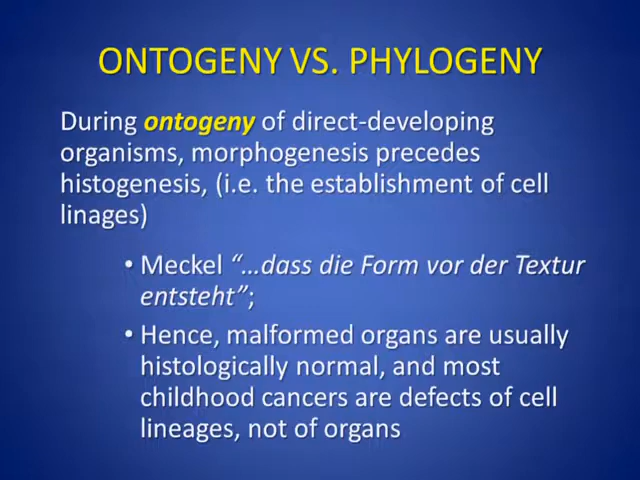 ONTOGENY VS. PHYLOGENY
During ontogeny of direct-developing
organisms, morphogenesis precedes
histogenesis, (i.e. the establishment of cell
linages)
• Meckel “…dass die Form vor der Textur
entsteht”;
• Hence, malformed organs are usually
histologically normal, and most
childhood cancers are defects of cell
lineages, not of organs